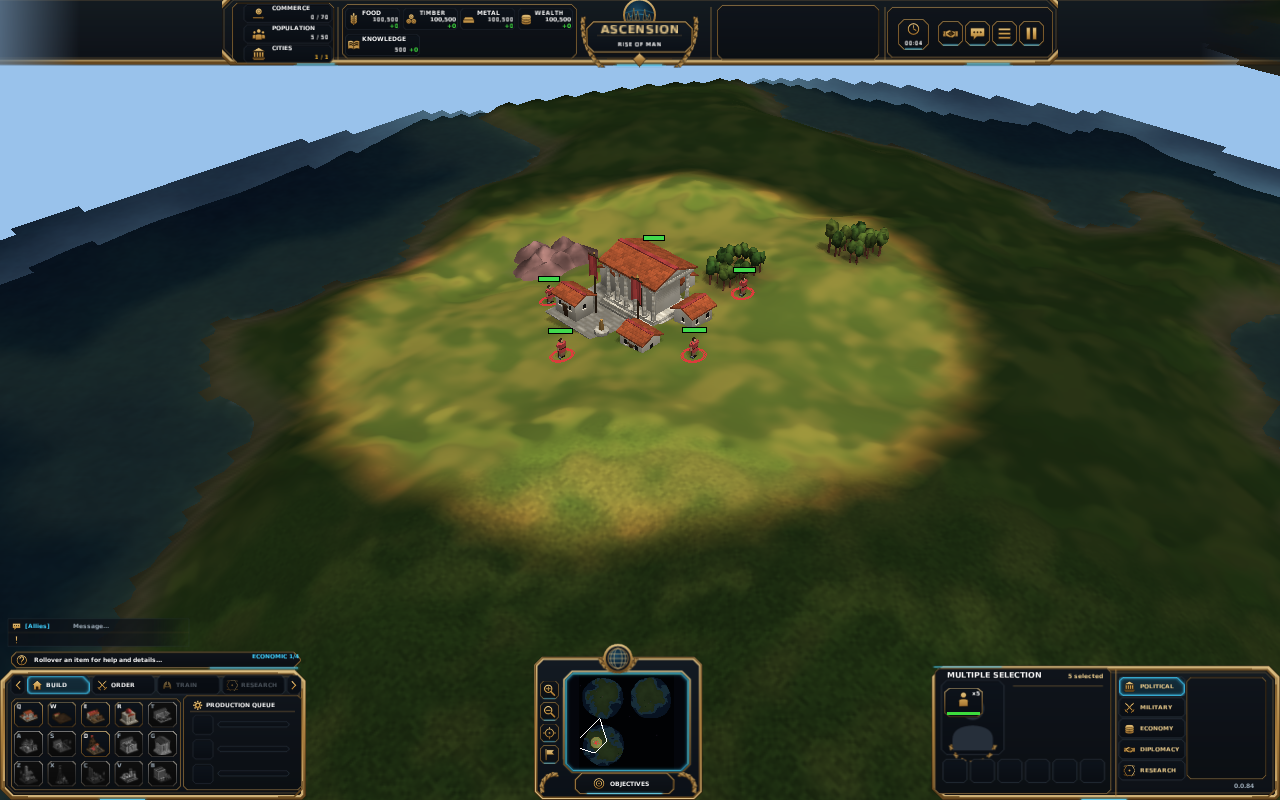 COMMERCE
0 / 70
POPULATION
5 / 50
CITIES
1 / 1
FOOD
100,500
+0
TIMBER
100,500
+0
METAL
100,500
+0
WEALTH
100,500
+0
KNOWLEDGE
500 +0
ASCENSION
RISE OF MAN
00:04
[Allies] Message...
!
Rollover an item for help and details...
ECONOMIC 1/4
BUILD
ORDER
TRAIN
RESEARCH
Q W E R T
A S D F G
Z X C V B
PRODUCTION QUEUE
OBJECTIVES
MULTIPLE SELECTION
5 selected
x5
POLITICAL
MILITARY
ECONOMY
DIPLOMACY
RESEARCH
0.0.84